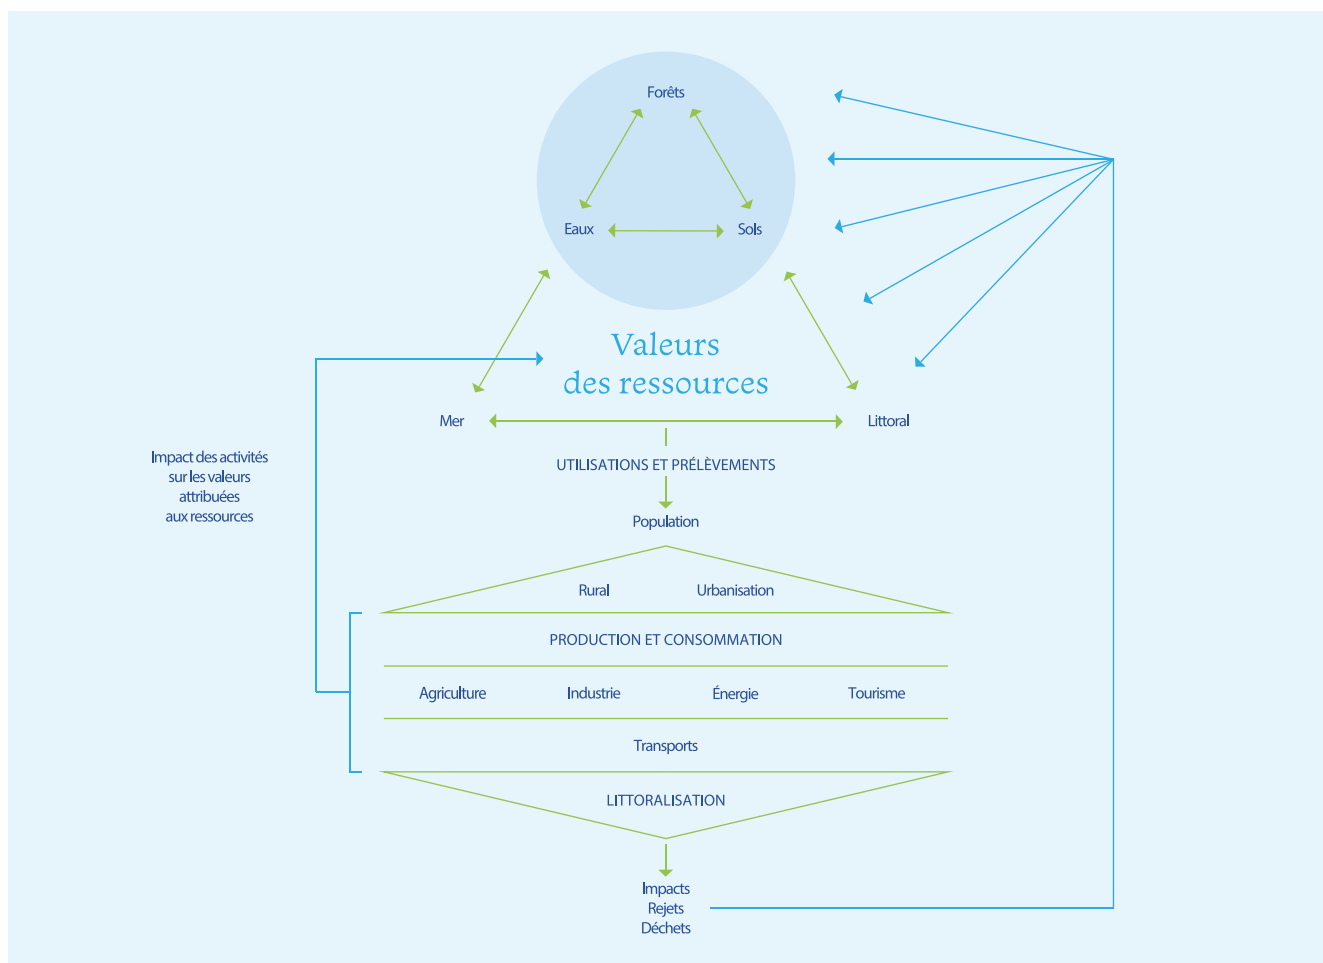 Forêts
Eaux
Sols
Valeurs
des ressources
Mer
Littoral
Impact des activités
sur les valeurs
attribuées
aux ressources
UTILISATIONS ET PRÉLÈVEMENTS
Population
Rural
Urbanisation
PRODUCTION ET CONSOMMATION
Agriculture
Industrie
Énergie
Tourisme
Transports
LITTORALISATION
Impacts
Rejets
Déchets